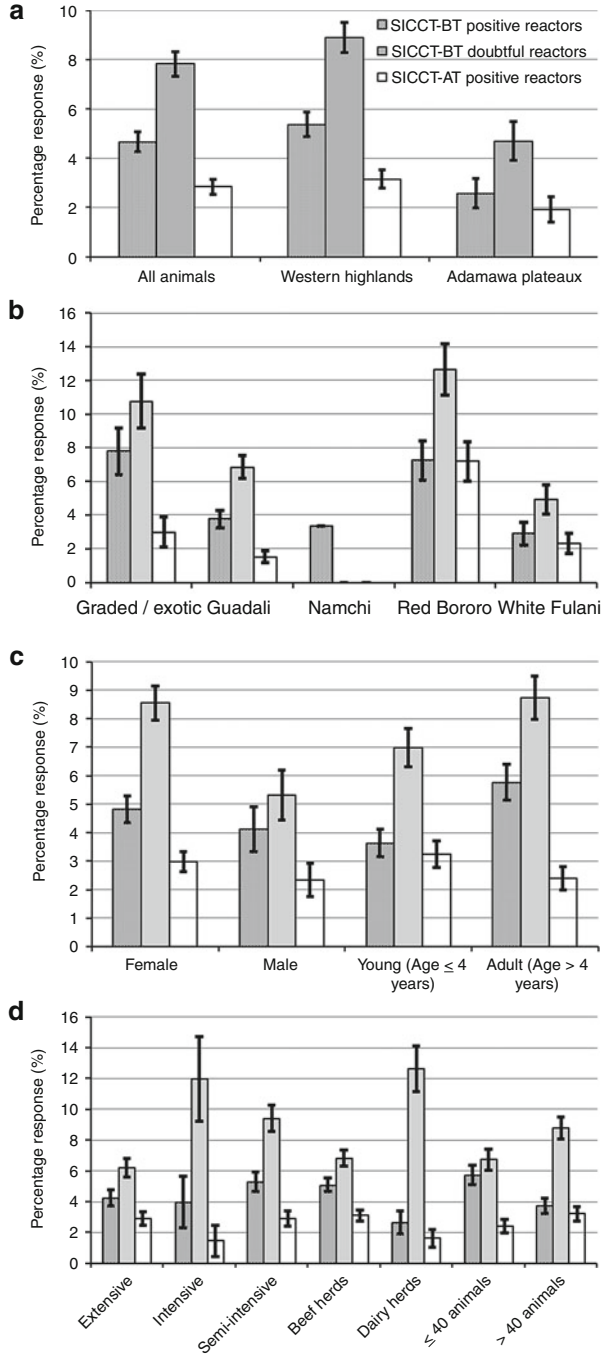 a
Percentage response (%)
10
8
6
4
2
0
SICCT-BT positive reactors
SICCT-BT doubtful reactors
SICCT-AT positive reactors
All animals Western highlands Adamawa plateaux
b
Percentage response (%)
16
14
12
10
8
6
4
2
0
Graded / exotic Guadali Namchi Red Bororo White Fulani
c
Percentage response (%)
10
9
8
7
6
5
4
3
2
1
0
Female Male Young (Age ≤ 4 Adult (Age > 4
years) years)
d
Percentage response (%)
16
14
12
10
8
6
4
2
0
Extensive
Intensive
Semi-intensive
Beef herds
Dairy herds
≤ 40 animals
> 40 animals